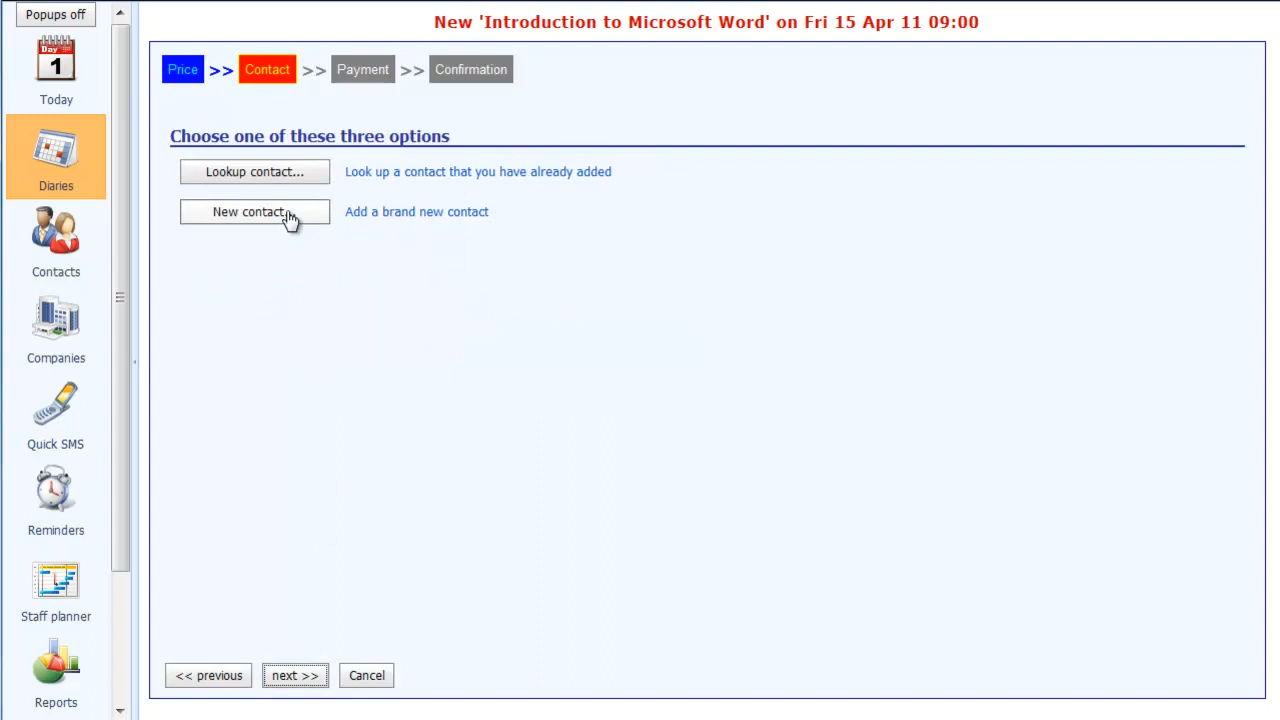 Popups off
Day
1
Today
Diaries
Contacts
Companies
Quick SMS
Reminders
Staff planner
Reports
New 'Introduction to Microsoft Word' on Fri 15 Apr 11 09:00
Price >> Contact >> Payment >> Confirmation
Choose one of these three options
Lookup contact... Look up a contact that you have already added
New contact Add a brand new contact
<< previous next >> Cancel